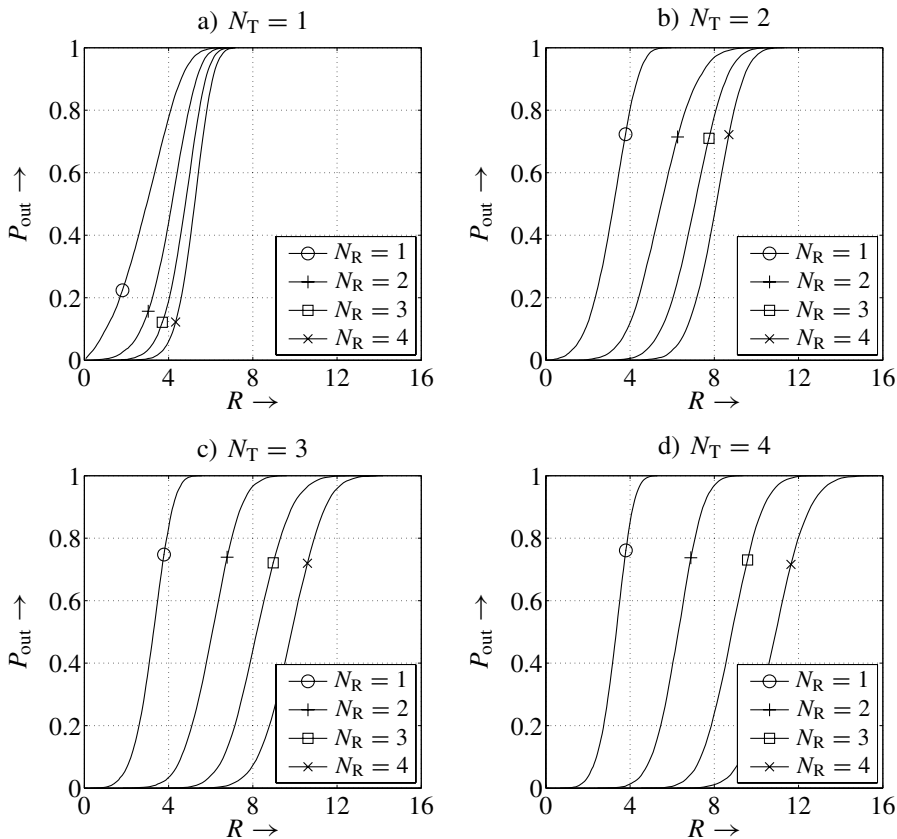 a) N_T = 1
1
0.8
0.6
0.4
0.2
0
P_out →
0 4 8 12 16
R →
N_R = 1
N_R = 2
N_R = 3
N_R = 4
b) N_T = 2
1
0.8
0.6
0.4
0.2
0
P_out →
0 4 8 12 16
R →
N_R = 1
N_R = 2
N_R = 3
N_R = 4
c) N_T = 3
1
0.8
0.6
0.4
0.2
0
P_out →
0 4 8 12 16
R →
N_R = 1
N_R = 2
N_R = 3
N_R = 4
d) N_T = 4
1
0.8
0.6
0.4
0.2
0
P_out →
0 4 8 12 16
R →
N_R = 1
N_R = 2
N_R = 3
N_R = 4